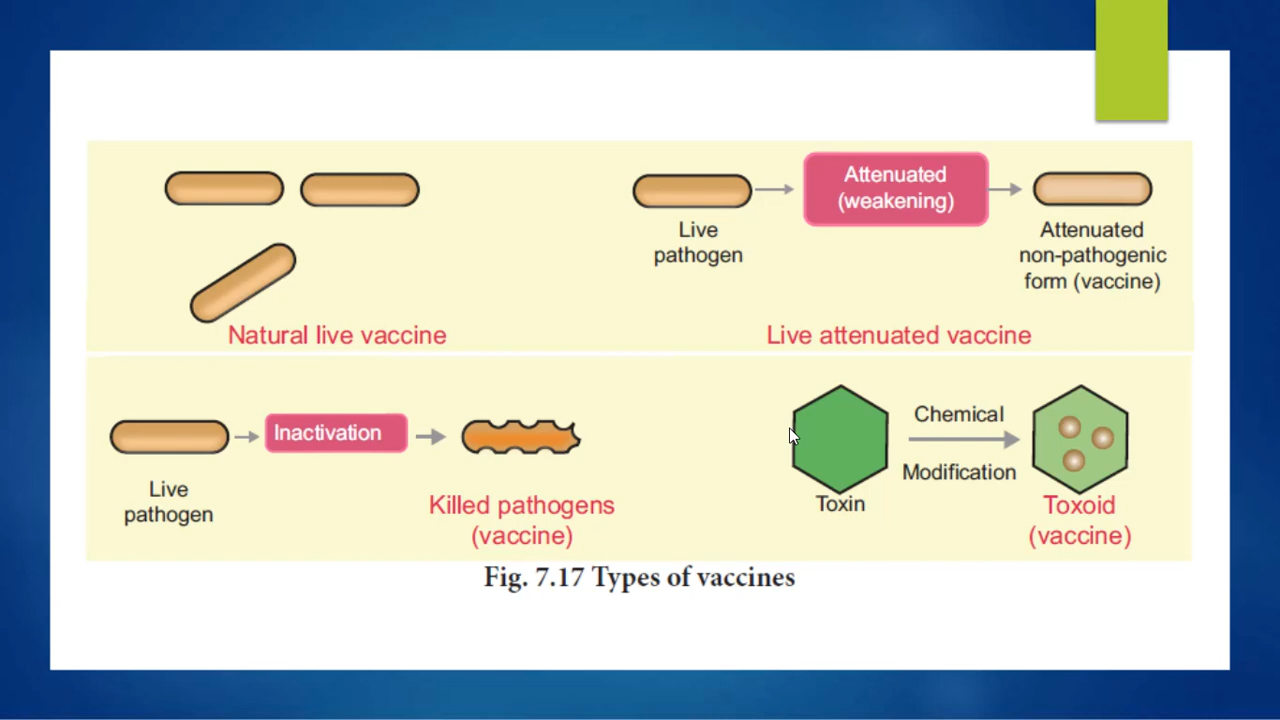 Natural live vaccine
Live
pathogen
Attenuated
(weakening)
Attenuated
non-pathogenic
form (vaccine)
Live attenuated vaccine
Live
pathogen
Inactivation
Killed pathogens
(vaccine)
Toxin
Chemical
Modification
Toxoid
(vaccine)
Fig. 7.17 Types of vaccines